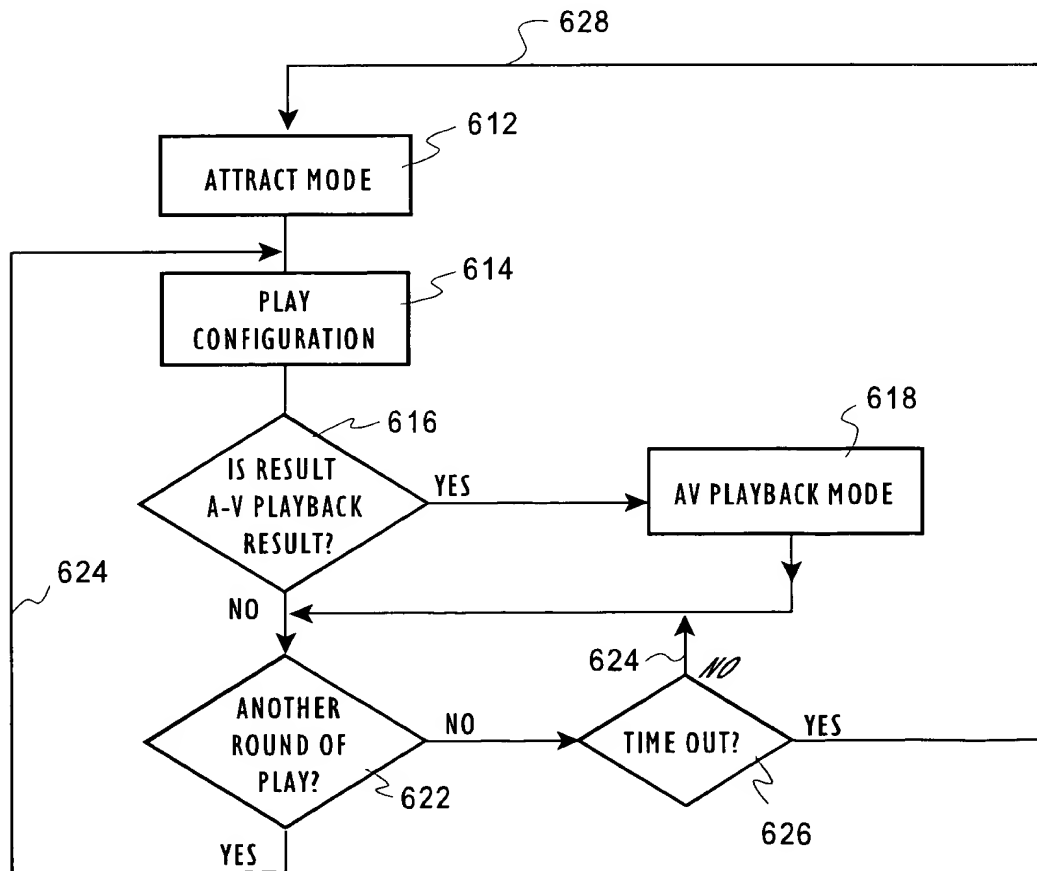 628
612
ATTRACT MODE
614
PLAY
CONFIGURATION
616
618
IS RESULT
A-V PLAYBACK
RESULT?
YES
AV PLAYBACK MODE
624
NO
624
NO
ANOTHER
ROUND OF
PLAY?
NO
TIME OUT?
YES
622
626
YES